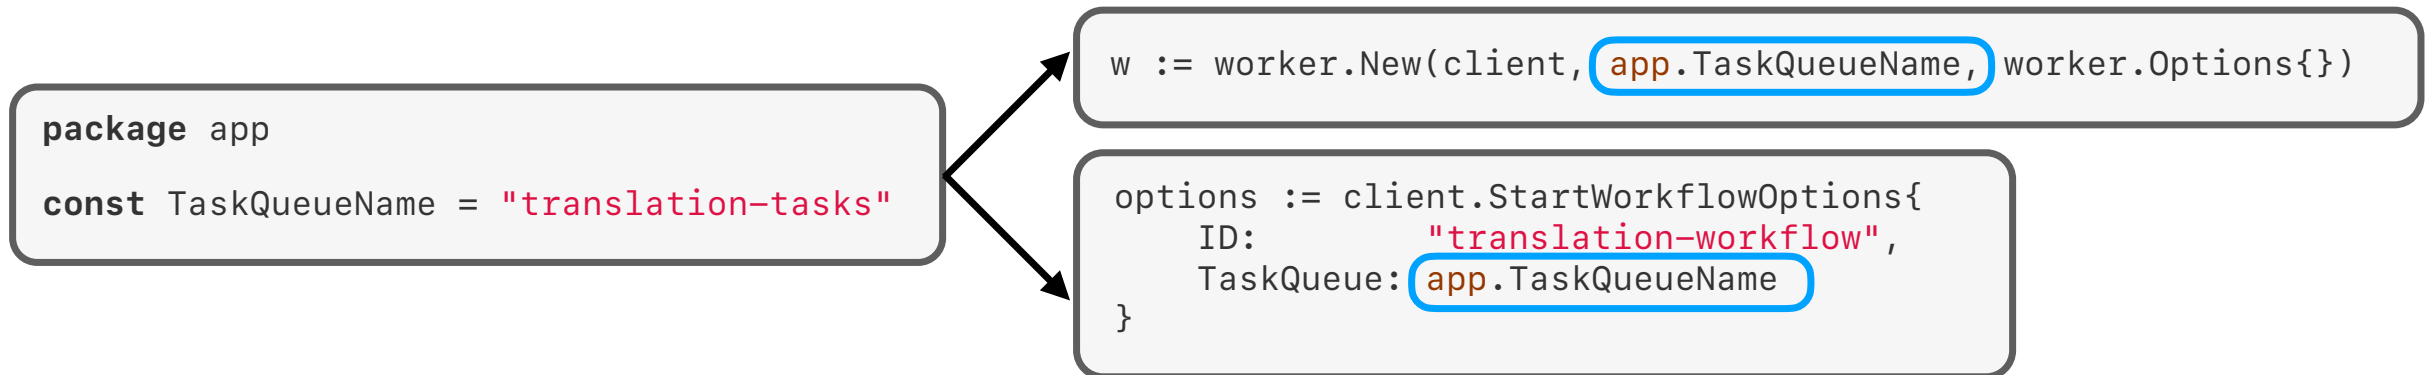 package app
const TaskQueueName = "translation-tasks"
w := worker.New(client, app.TaskQueueName, worker.Options{})
options := client.StartWorkflowOptions{
    ID:        "translation-workflow",
    TaskQueue: app.TaskQueueName
}